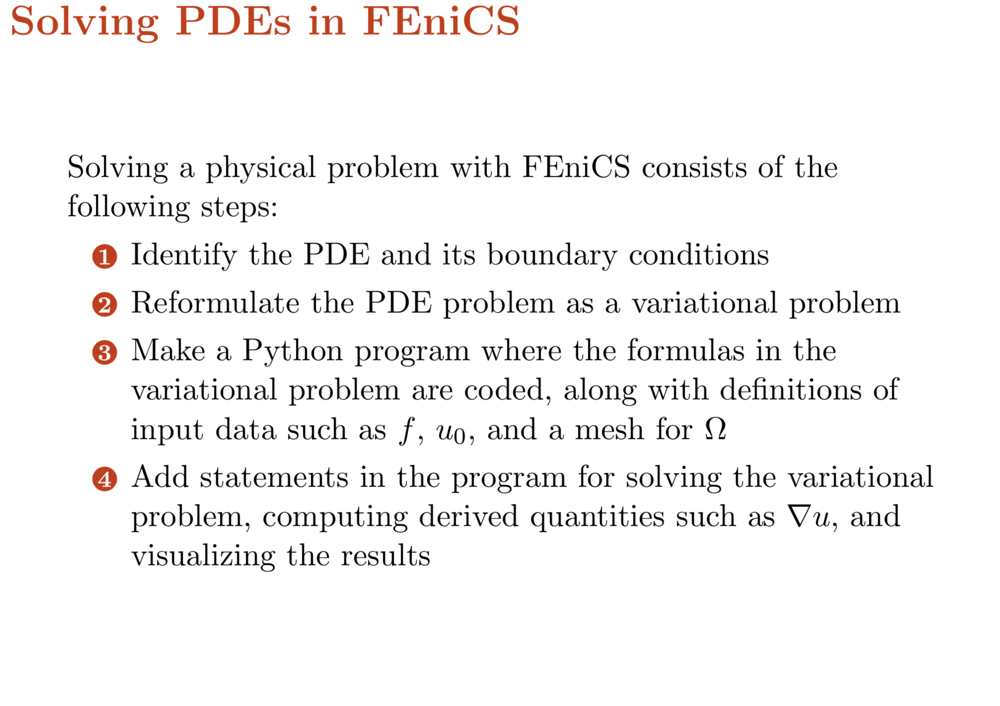 Solving PDEs in FEniCS
Solving a physical problem with FEniCS consists of the
following steps:
1 Identify the PDE and its boundary conditions
2 Reformulate the PDE problem as a variational problem
3 Make a Python program where the formulas in the
variational problem are coded, along with definitions of
input data such as f, u₀, and a mesh for Ω
4 Add statements in the program for solving the variational
problem, computing derived quantities such as ∇u, and
visualizing the results